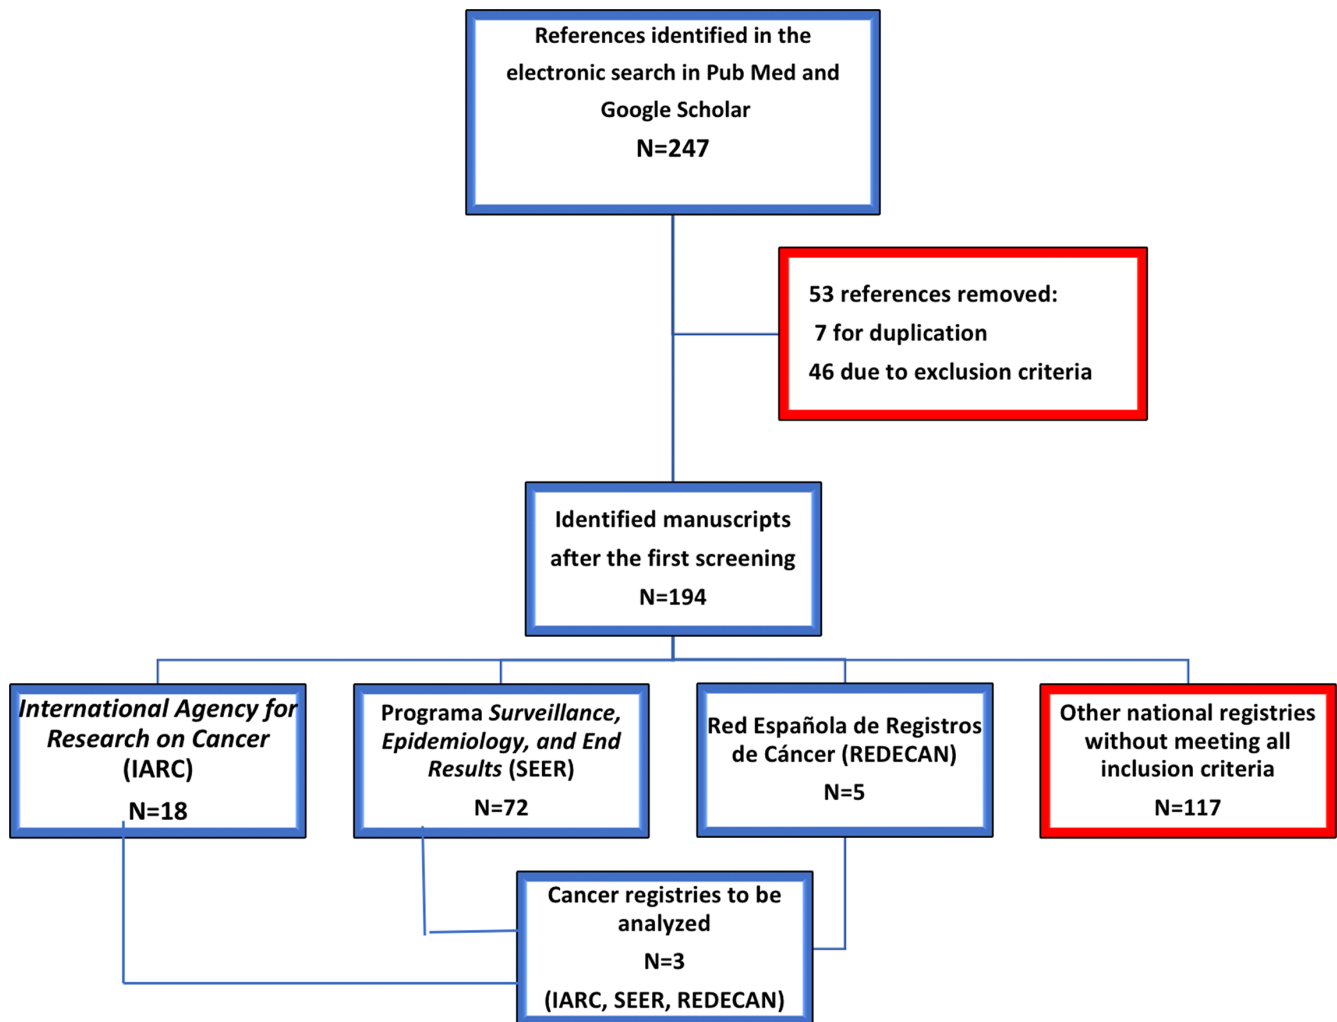 References identified in the
electronic search in Pub Med and
Google Scholar
N=247
53 references removed:
7 for duplication
46 due to exclusion criteria
Identified manuscripts
after the first screening
N=194
International Agency for
Research on Cancer
(IARC)
N=18
Programa Surveillance,
Epidemiology, and End
Results (SEER)
N=72
Red Española de Registros
de Cáncer (REDECAN)
N=5
Other national registries
without meeting all
inclusion criteria
N=117
Cancer registries to be
analyzed
N=3
(IARC, SEER, REDECAN)